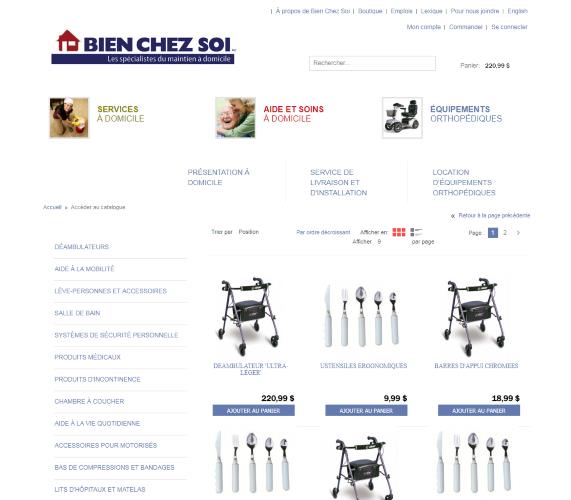 | À propos de Bien Chez Soi | Boutique | Emplois | Lexique | Pour nous joindre | English
Mon compte | Commander | Se connecter
BIEN CHEZ SOI
Les spécialistes du maintien à domicile
Rechercher...
Panier: 220,99 $
SERVICES
À DOMICILE
AIDE ET SOINS
À DOMICILE
ÉQUIPEMENTS
ORTHOPÉDIQUES
PRÉSENTATION À
DOMICILE
SERVICE DE
LIVRAISON ET
D'INSTALLATION
LOCATION
D'ÉQUIPEMENTS
ORTHOPÉDIQUES
Accueil » Accéder au catalogue
« Retour à la page précédente
Trier par Position
Par ordre décroissant
Afficher en:
Afficher 9 par page
Page : 1 2 >
DÉAMBULATEURS
AIDE À LA MOBILITÉ
LÈVE-PERSONNES ET ACCESSOIRES
SALLE DE BAIN
SYSTÈMES DE SÉCURITÉ PERSONNELLE
PRODUITS MÉDICAUX
PRODUITS D'INCONTINENCE
CHAMBRE À COUCHER
AIDE À LA VIE QUOTIDIENNE
ACCESSOIRES POUR MOTORISÉS
BAS DE COMPRESSIONS ET BANDAGES
LITS D'HÔPITAUX ET MATELAS
DÉAMBULATEUR 'ULTRA-
LÉGER'
220,99 $
AJOUTER AU PANIER
USTENSILES ERGONOMIQUES
9,99 $
AJOUTER AU PANIER
BARRES D'APPUI CHROMÉES
18,99 $
AJOUTER AU PANIER